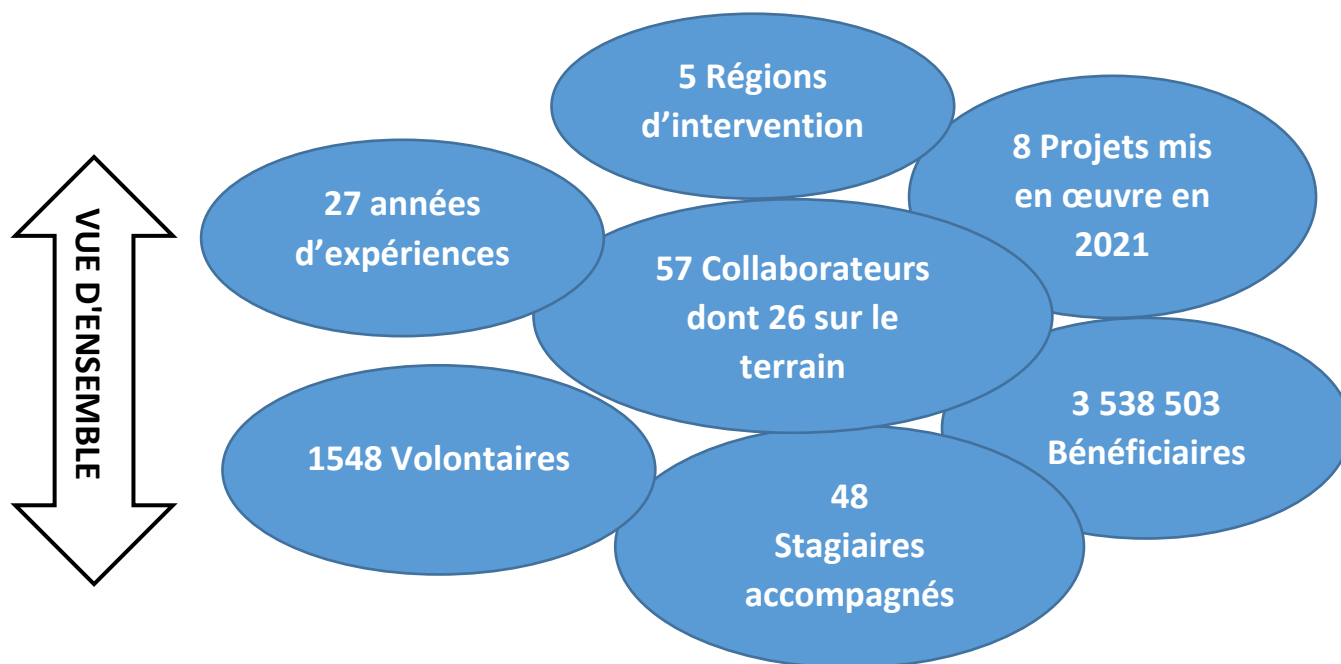 VUE D'ENSEMBLE
5 Régions
d'intervention
8 Projets mis
en œuvre en
2021
27 années
d'expériences
57 Collaborateurs
dont 26 sur le
terrain
3 538 503
Bénéficiaires
1548 Volontaires
48
Stagiaires
accompagnés